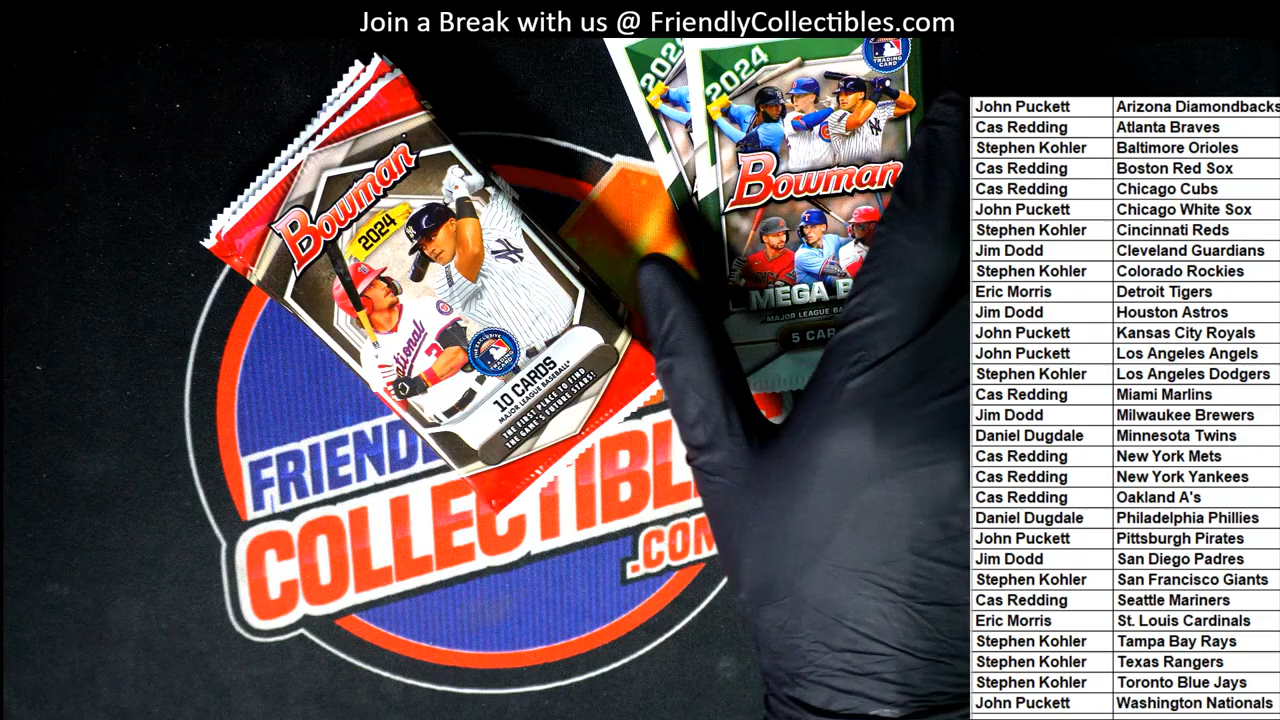 Join a Break with us @ FriendlyCollectibles.com
Bowman
2024
10 CARDS
MAJOR LEAGUE BASEBALL
THE FIRST PLACE TO FIND
THE GAME'S FUTURE STARS!
2024
Bowman
MEGA B
MAJOR LEAGUE BA
5 CAR
FRIEND
COLLECTIBL
.COM
John Puckett Arizona Diamondbacks
Cas Redding Atlanta Braves
Stephen Kohler Baltimore Orioles
Cas Redding Boston Red Sox
Cas Redding Chicago Cubs
John Puckett Chicago White Sox
Stephen Kohler Cincinnati Reds
Jim Dodd Cleveland Guardians
Stephen Kohler Colorado Rockies
Eric Morris Detroit Tigers
Jim Dodd Houston Astros
John Puckett Kansas City Royals
John Puckett Los Angeles Angels
Stephen Kohler Los Angeles Dodgers
Cas Redding Miami Marlins
Jim Dodd Milwaukee Brewers
Daniel Dugdale Minnesota Twins
Cas Redding New York Mets
Cas Redding New York Yankees
Cas Redding Oakland A's
Daniel Dugdale Philadelphia Phillies
John Puckett Pittsburgh Pirates
Jim Dodd San Diego Padres
Stephen Kohler San Francisco Giants
Cas Redding Seattle Mariners
Eric Morris St. Louis Cardinals
Stephen Kohler Tampa Bay Rays
Stephen Kohler Texas Rangers
Stephen Kohler Toronto Blue Jays
John Puckett Washington Nationals